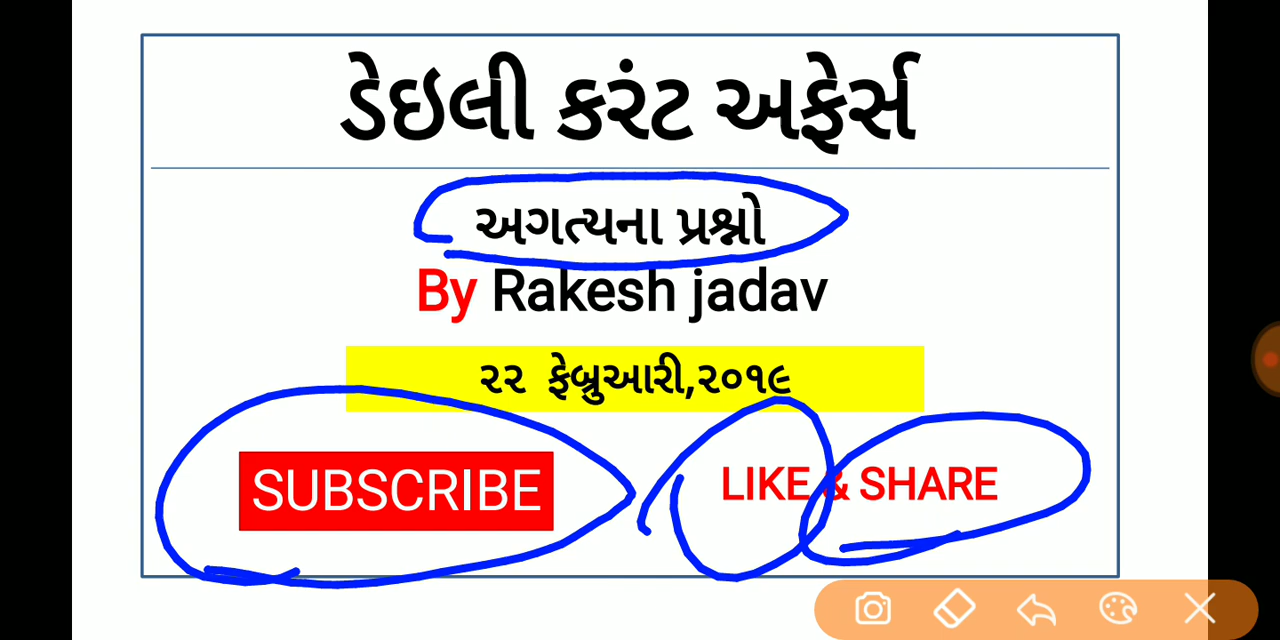 ડેઇલી કરંટ અફેર્સ
અગત્યના પ્રશ્નો
By Rakesh jadav
૨૨ ફેબ્રુઆરી,૨૦૧૯
SUBSCRIBE
LIKE & SHARE